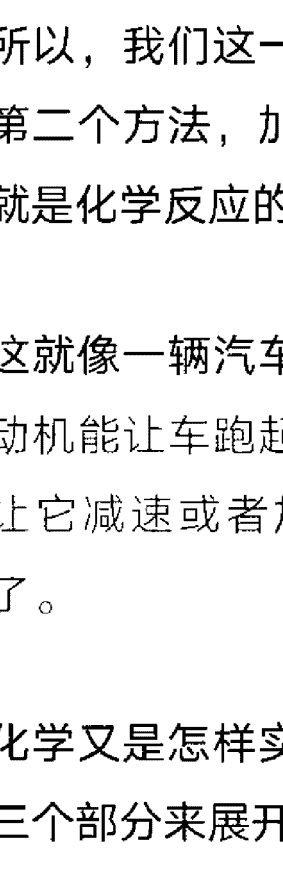 所以，我们这一
第二个方法，加
就是化学反应的
这就像一辆汽车
动机能让车跑起
让它减速或者加
了。
化学又是怎样实
三个部分来展开